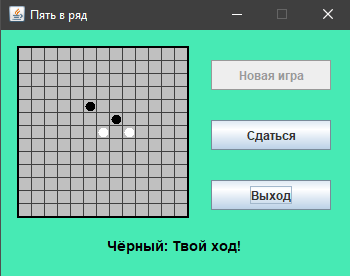 Пять в ряд
Новая игра
Сдаться
Выход
Чёрный: Твой ход!